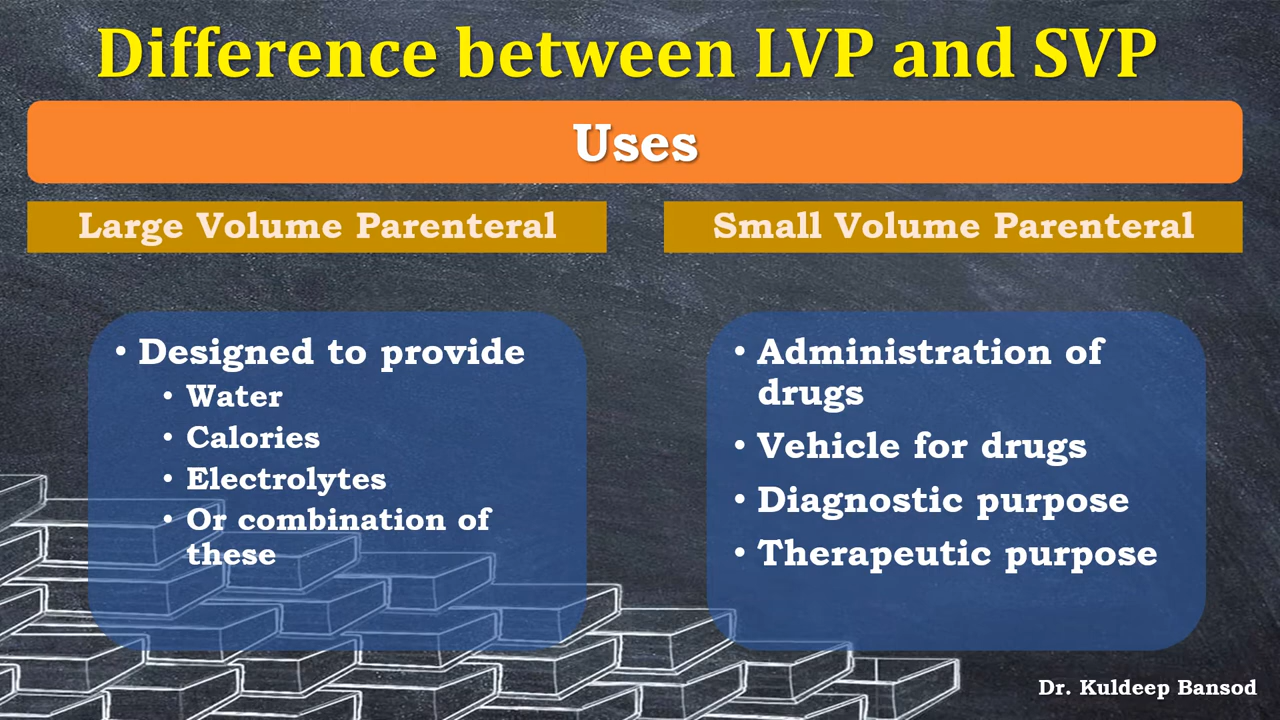 Difference between LVP and SVP
Uses
Large Volume Parenteral
• Designed to provide
• Water
• Calories
• Electrolytes
• Or combination of
these
Small Volume Parenteral
• Administration of
drugs
• Vehicle for drugs
• Diagnostic purpose
• Therapeutic purpose
Dr. Kuldeep Bansod